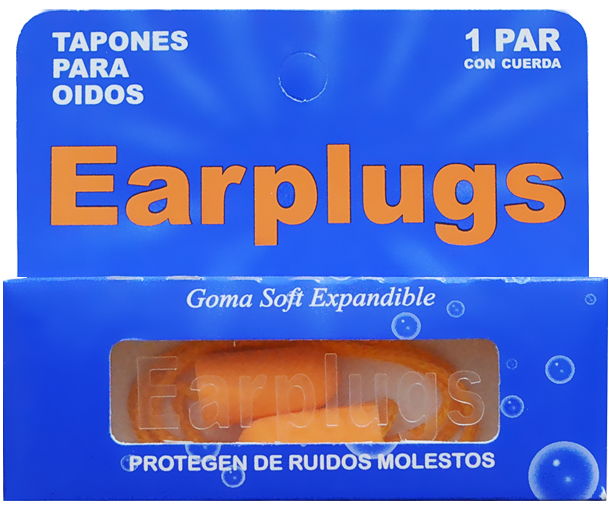 TAPONES
PARA
OIDOS
1 PAR
CON CUERDA
Earplugs
Goma Soft Expandible
Earplugs
PROTEGEN DE RUIDOS MOLESTOS